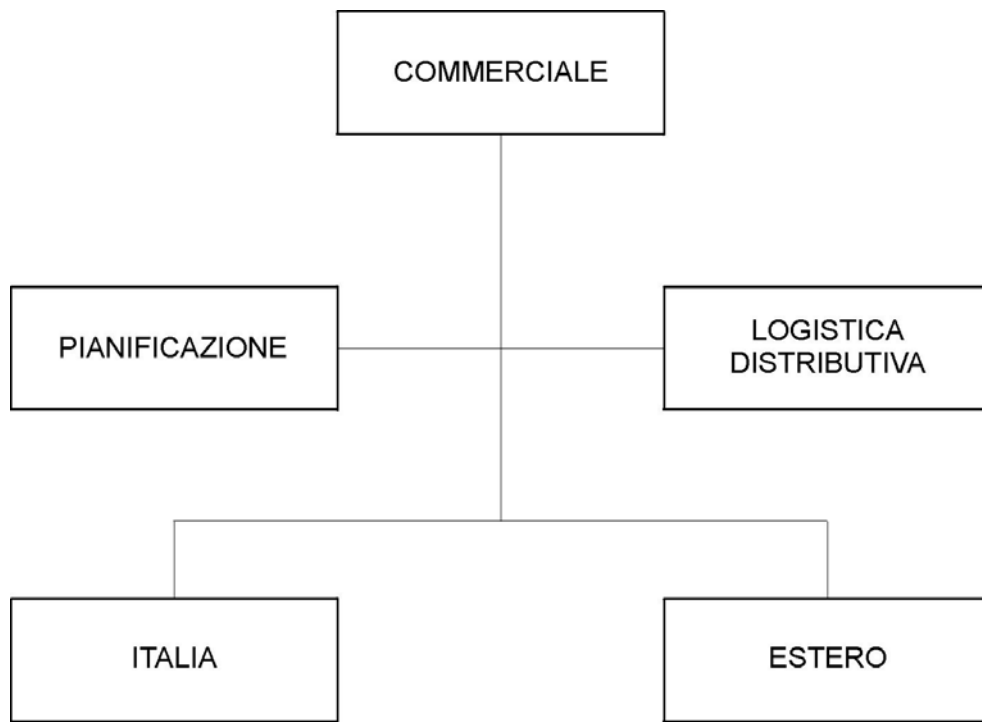 COMMERCIALE
PIANIFICAZIONE
LOGISTICA
DISTRIBUTIVA
ITALIA
ESTERO